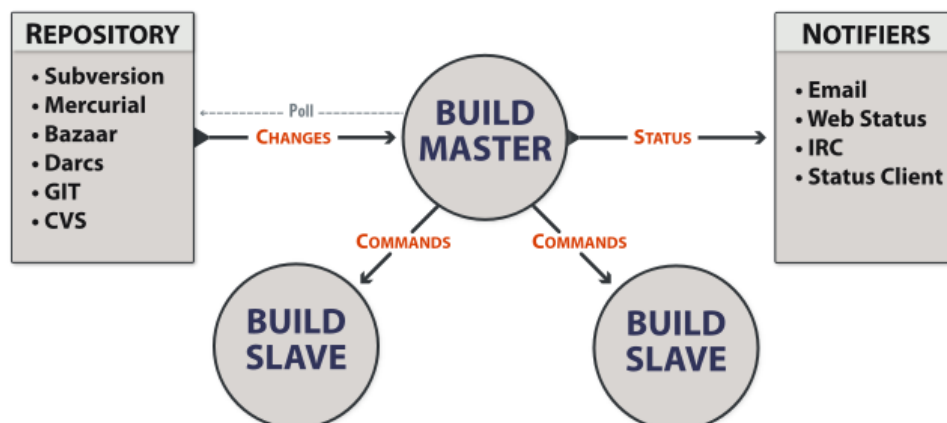 REPOSITORY
• Subversion
• Mercurial
• Bazaar
• Darcs
• GIT
• CVS
Poll
CHANGES
BUILD
MASTER
STATUS
NOTIFIERS
• Email
• Web Status
• IRC
• Status Client
COMMANDS
COMMANDS
BUILD
SLAVE
BUILD
SLAVE